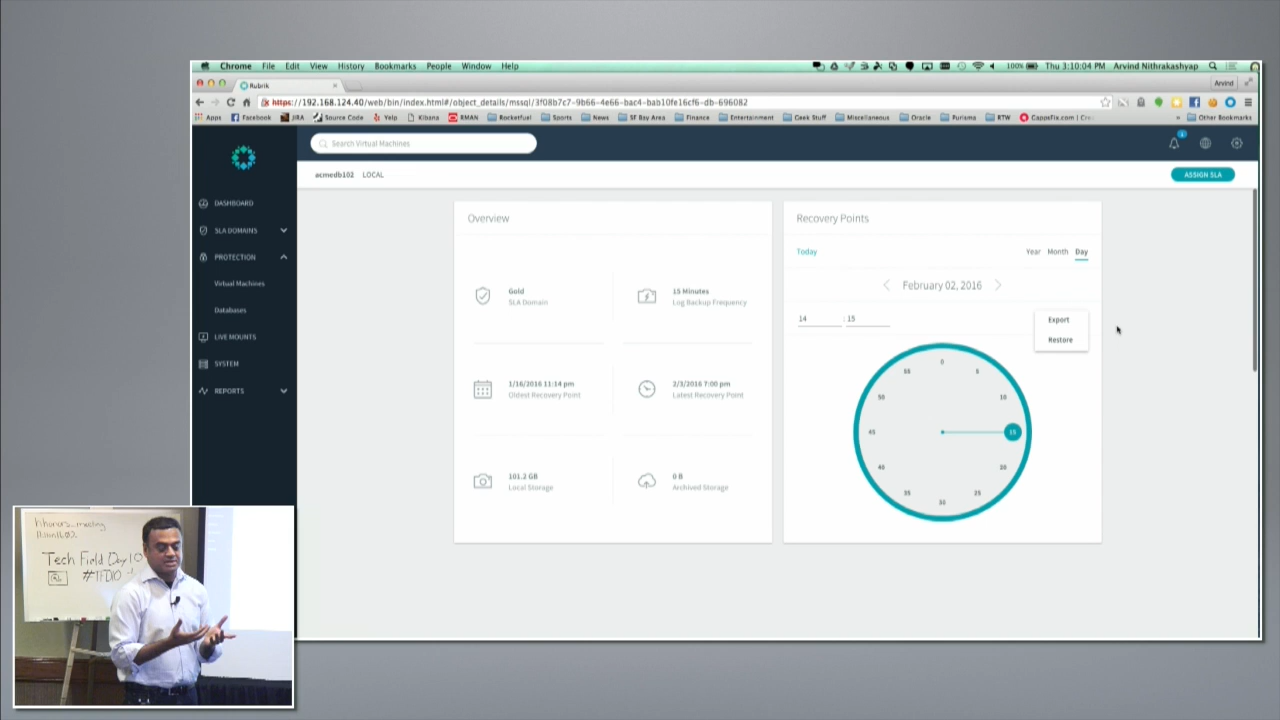 Chrome File Edit View History Bookmarks People Window Help 100% Thu 3:10:04 PM Arvind Nithrakashyap
Rubrik Arvind
https://192.168.124.40/web/bin/index.html#/object_details/mssql/3f08b7c7-9b66-4e66-bac4-bab10fe16cf6-db-696082
Apps Facebook JIRA Source Code Yelp Kibana KMAN Rocketfuel Sports News SF Bay Area Finance Entertainment Geek Stuff Miscellaneous Oracle Purisma RTW Other Bookmarks
Search Virtual Machines 1
acmedb102 LOCAL ASSIGN SLA
DASHBOARD
SLA DOMAINS
PROTECTION
Virtual Machines
Databases
LIVE MOUNTS
SYSTEM
REPORTS
Overview
Gold
SLA Domain
15 Minutes
Log Backup Frequency
1/16/2016 11:14 pm
Oldest Recovery Point
2/3/2016 7:00 pm
Latest Recovery Point
101.2 GB
Local Storage
0 B
Archived Storage
Recovery Points
Today Year Month Day
February 02, 2016
14 : 15
Export
Restore
0
55 5
50 10
45 15
40 20
35 25
30
Tech Field Day 10
#TFD10